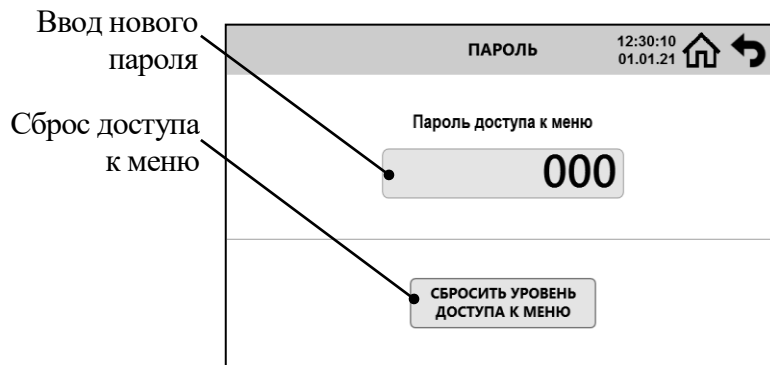 Ввод нового
пароля
ПАРОЛЬ
12:30:10
01.01.21
Сброс доступа
к меню
Пароль доступа к меню
000
СБРОСИТЬ УРОВЕНЬ
ДОСТУПА К МЕНЮ